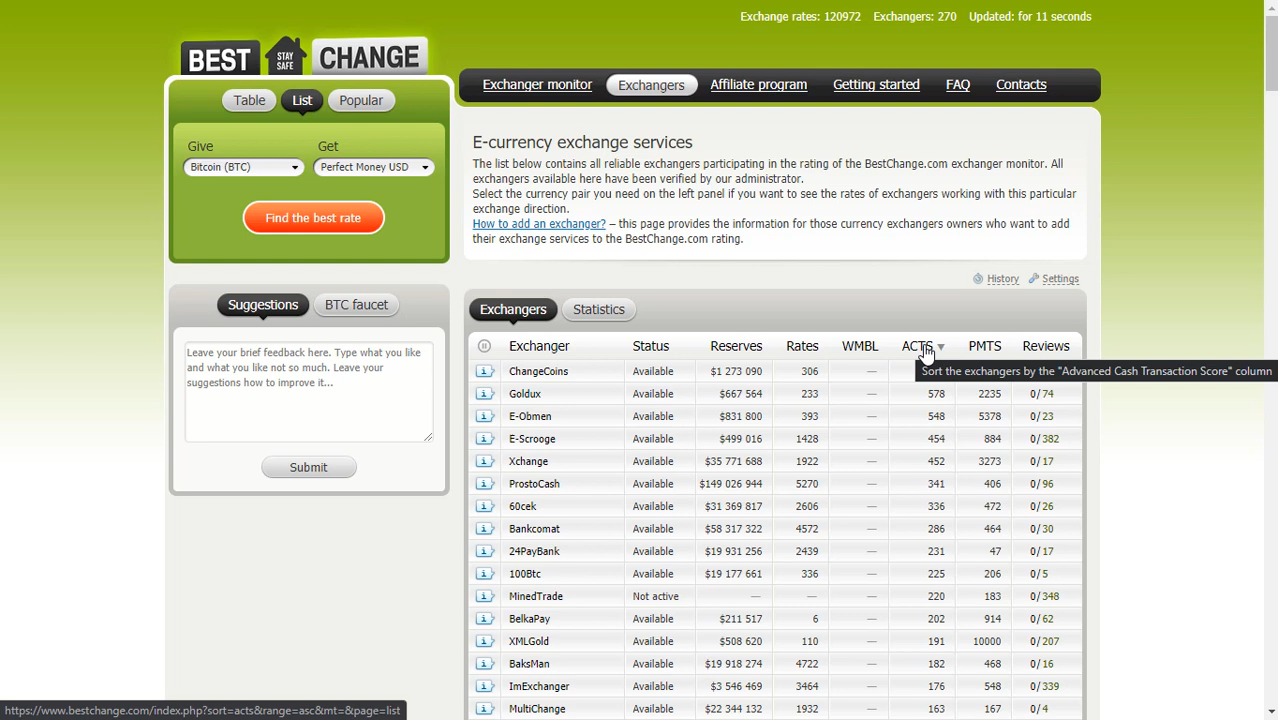 Exchange rates: 120972 Exchangers: 270 Updated: for 11 seconds
BEST STAY SAFE CHANGE
Exchanger monitor Exchangers Affiliate program Getting started FAQ Contacts
Table List Popular
Give Get
Bitcoin (BTC) Perfect Money USD
Find the best rate
E-currency exchange services
The list below contains all reliable exchangers participating in the rating of the BestChange.com exchanger monitor. All
exchangers available here have been verified by our administrator.
Select the currency pair you need on the left panel if you want to see the rates of exchangers working with this particular
exchange direction.
How to add an exchanger? – this page provides the information for those currency exchangers owners who want to add
their exchange services to the BestChange.com rating.
History Settings
Suggestions BTC faucet
Leave your brief feedback here. Type what you like
and what you like not so much. Leave your
suggestions how to improve it...
Submit
Exchangers Statistics
Exchanger Status Reserves Rates WMBL ACTS ▼ PMTS Reviews
ChangeCoins Available $1 273 090 306
Sort the exchangers by the "Advanced Cash Transaction Score" column
Goldux Available $667 564 233 — 578 2235 0/74
E-Obmen Available $831 800 393 — 548 5378 0/23
E-Scrooge Available $499 016 1428 — 454 884 0/382
Xchange Available $35 771 688 1922 — 452 3273 0/17
ProstoCash Available $149 026 944 5270 — 341 406 0/96
60cek Available $31 369 817 2606 — 336 472 0/26
Bankcomat Available $58 317 322 4572 — 286 464 0/30
24PayBank Available $19 931 256 2439 — 231 47 0/17
100Btc Available $19 177 661 336 — 225 206 0/5
MinedTrade Not active — — — 220 183 0/348
BelkaPay Available $211 517 6 — 202 914 0/62
XMLGold Available $508 620 110 — 191 10000 0/207
BaksMan Available $19 918 274 4722 — 182 468 0/16
ImExchanger Available $3 546 469 3464 — 176 548 0/339
MultiChange Available $22 344 132 1932 — 163 167 0/4
https://www.bestchange.com/index.php?sort=acts&range=asc&mt=&page=list